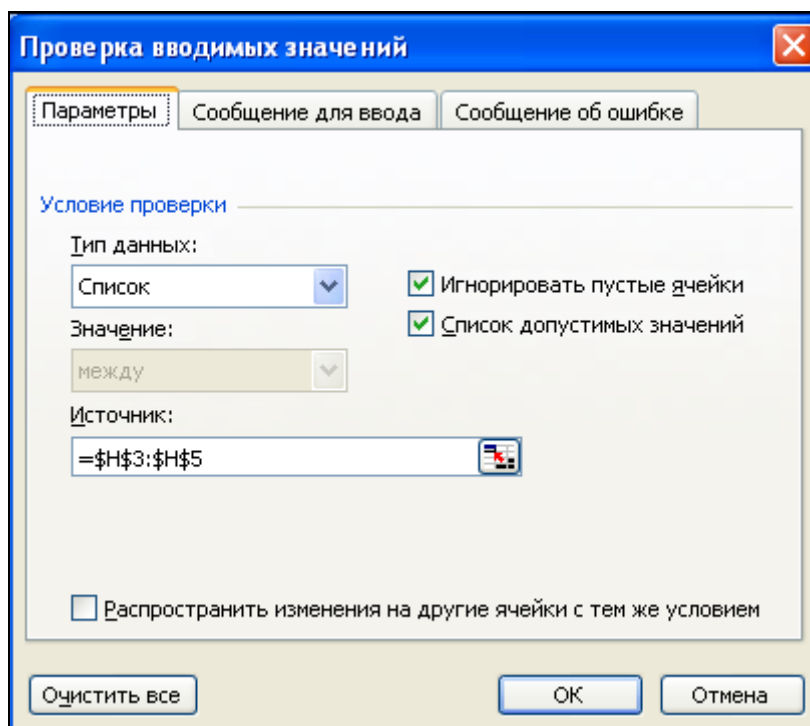 Проверка вводимых значений
Параметры Сообщение для ввода Сообщение об ошибке
Условие проверки
Тип данных:
Список
Игнорировать пустые ячейки
Значение:
Список допустимых значений
между
Источник:
=$H$3:$H$5
Распространить изменения на другие ячейки с тем же условием
Очистить все ОК Отмена